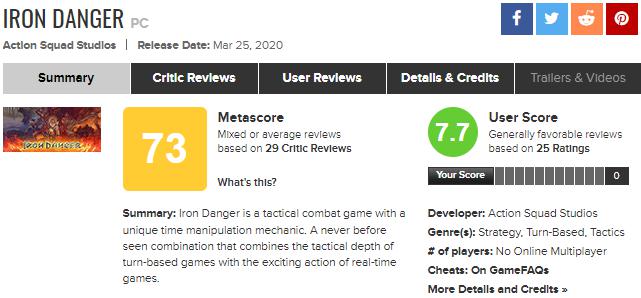 IRON DANGER PC
Action Squad Studios | Release Date: Mar 25, 2020
Summary Critic Reviews User Reviews Details & Credits Trailers & Videos
IRON DANGER
73
Metascore
Mixed or average reviews
based on 29 Critic Reviews
What's this?
7.7
User Score
Generally favorable reviews
based on 25 Ratings
Your Score 0
Summary: Iron Danger is a tactical combat game with a
unique time manipulation mechanic. A never before
seen combination that combines the tactical depth of
turn-based games with the exciting action of real-time
games.
Developer: Action Squad Studios
Genre(s): Strategy, Turn-Based, Tactics
# of players: No Online Multiplayer
Cheats: On GameFAQs
More Details and Credits »